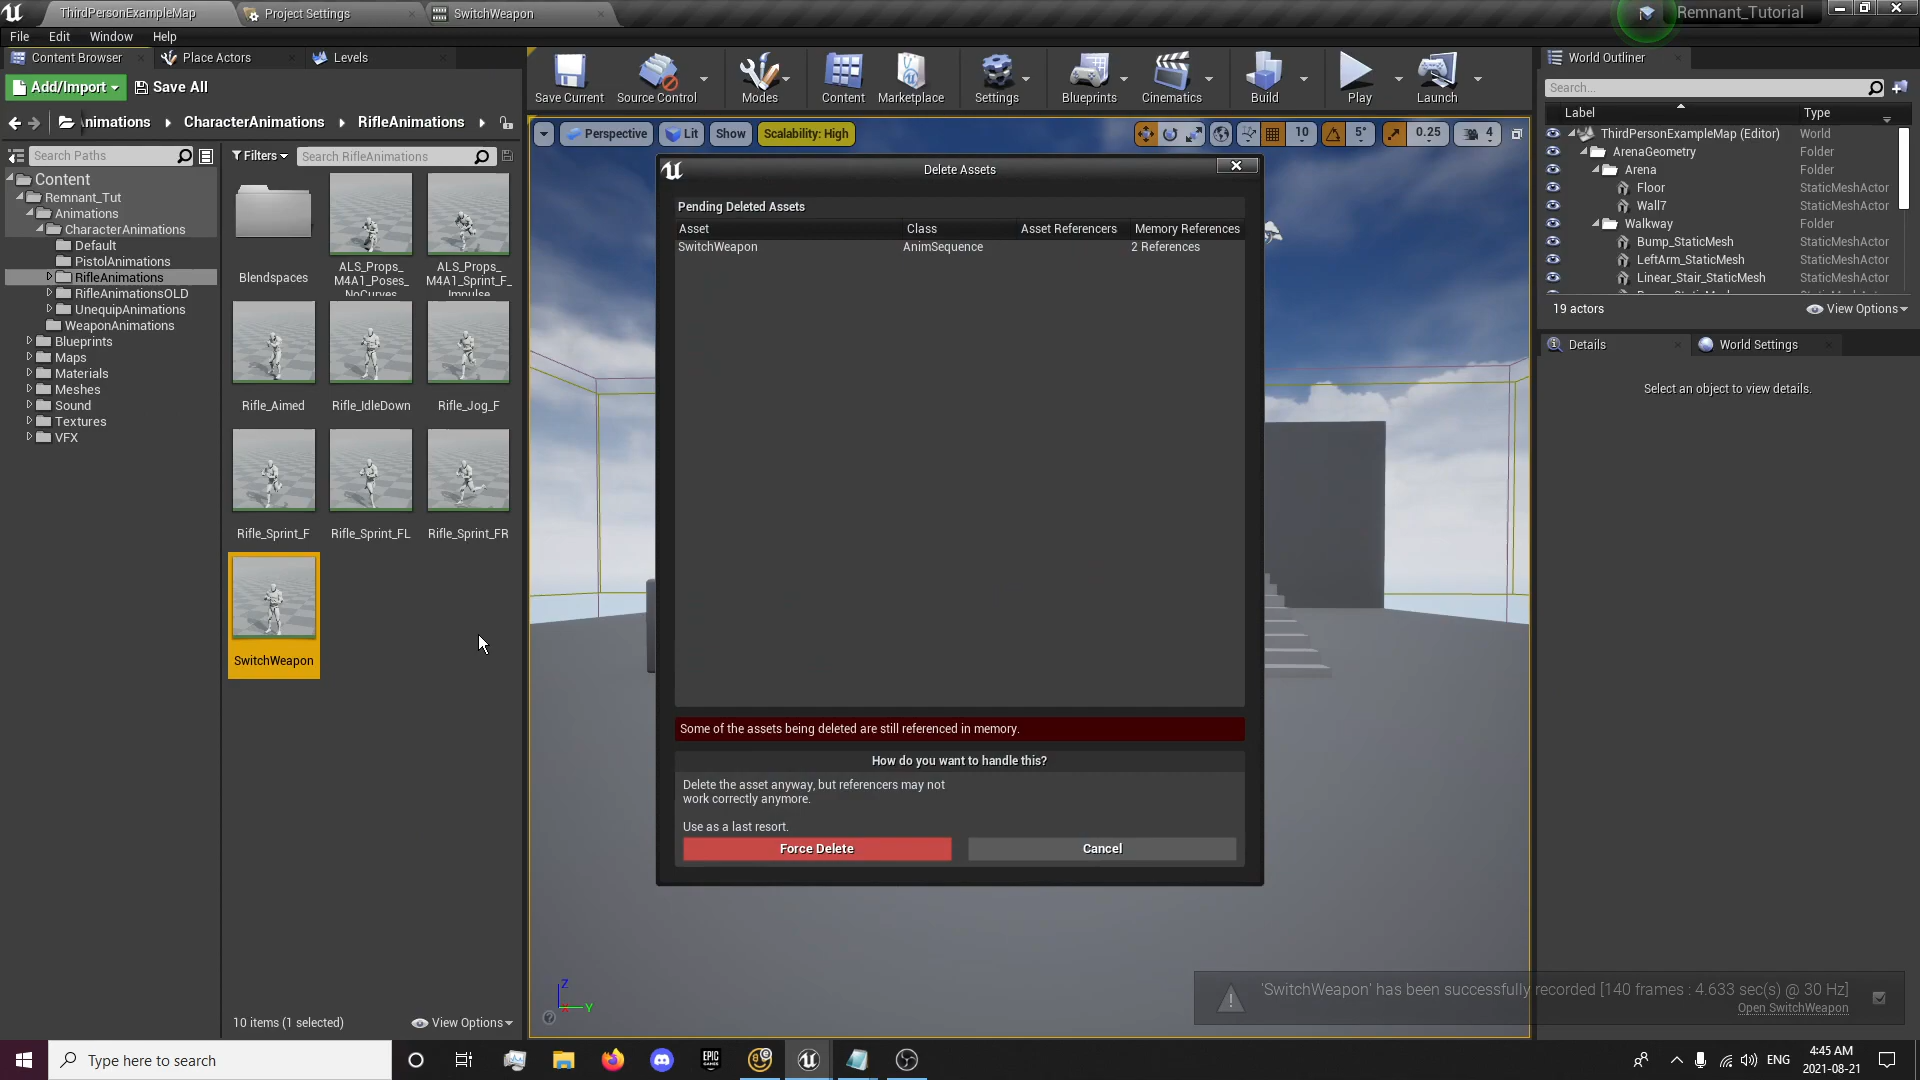 ThirdPersonExampleMap
Project Settings
SwitchWeapon
Remnant_Tutorial
File Edit Window Help
Content Browser
Place Actors
Levels
Add/Import
Save All
Save Current
Source Control
Modes
Content
Marketplace
Settings
Blueprints
Cinematics
Build
Play
Launch
World Outliner
Search...
Label
Type
nimations
CharacterAnimations
RifleAnimations
Search Paths
Filters
Search RifleAnimations
Content
Remnant_Tut
Animations
CharacterAnimations
Default
PistolAnimations
RifleAnimations
RifleAnimationsOLD
UnequipAnimations
WeaponAnimations
Blueprints
Maps
Materials
Meshes
Sound
Textures
VFX
Blendspaces
ALS_Props_
M4A1_Poses_
NoCurves
ALS_Props_
M4A1_Sprint_F_
Impulse
Rifle_Aimed
Rifle_IdleDown
Rifle_Jog_F
Rifle_Sprint_F
Rifle_Sprint_FL
Rifle_Sprint_FR
SwitchWeapon
10 items (1 selected)
View Options
Perspective
Lit
Show
Scalability: High
10
5°
0.25
4
Delete Assets
Pending Deleted Assets
Asset Class Asset Referencers Memory References
SwitchWeapon AnimSequence 2 References
Some of the assets being deleted are still referenced in memory.
How do you want to handle this?
Delete the asset anyway, but referencers may not
work correctly anymore.
Use as a last resort.
Force Delete
Cancel
Z
X
Y
ThirdPersonExampleMap (Editor) World
ArenaGeometry Folder
Arena Folder
Floor StaticMeshActor
Wall7 StaticMeshActor
Walkway Folder
Bump_StaticMesh StaticMeshActor
LeftArm_StaticMesh StaticMeshActor
Linear_Stair_StaticMesh StaticMeshActor
19 actors
View Options
Details
World Settings
Select an object to view details.
'SwitchWeapon' has been successfully recorded [140 frames : 4.633 sec(s) @ 30 Hz]
Open SwitchWeapon
Type here to search
EPIC
GAMES
ENG
4:45 AM
2021-08-21